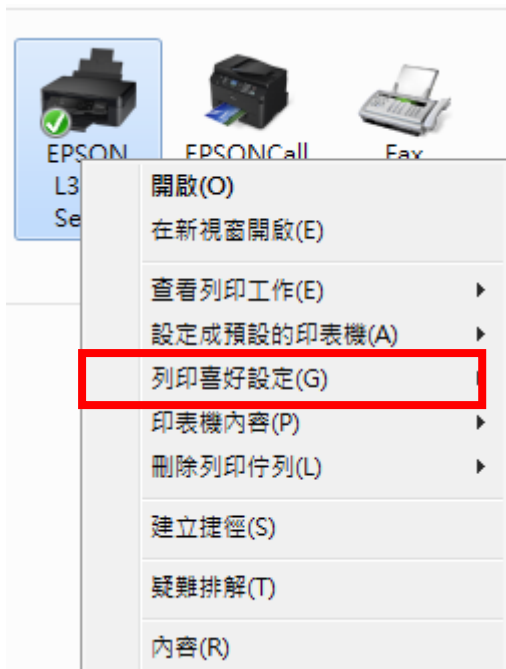 EPSON
L3
Se
EPSONCall
Fax
開啟(O)
在新視窗開啟(E)
查看列印工作(E)
設定成預設的印表機(A)
列印喜好設定(G)
印表機內容(P)
刪除列印佇列(L)
建立捷徑(S)
疑難排解(T)
內容(R)